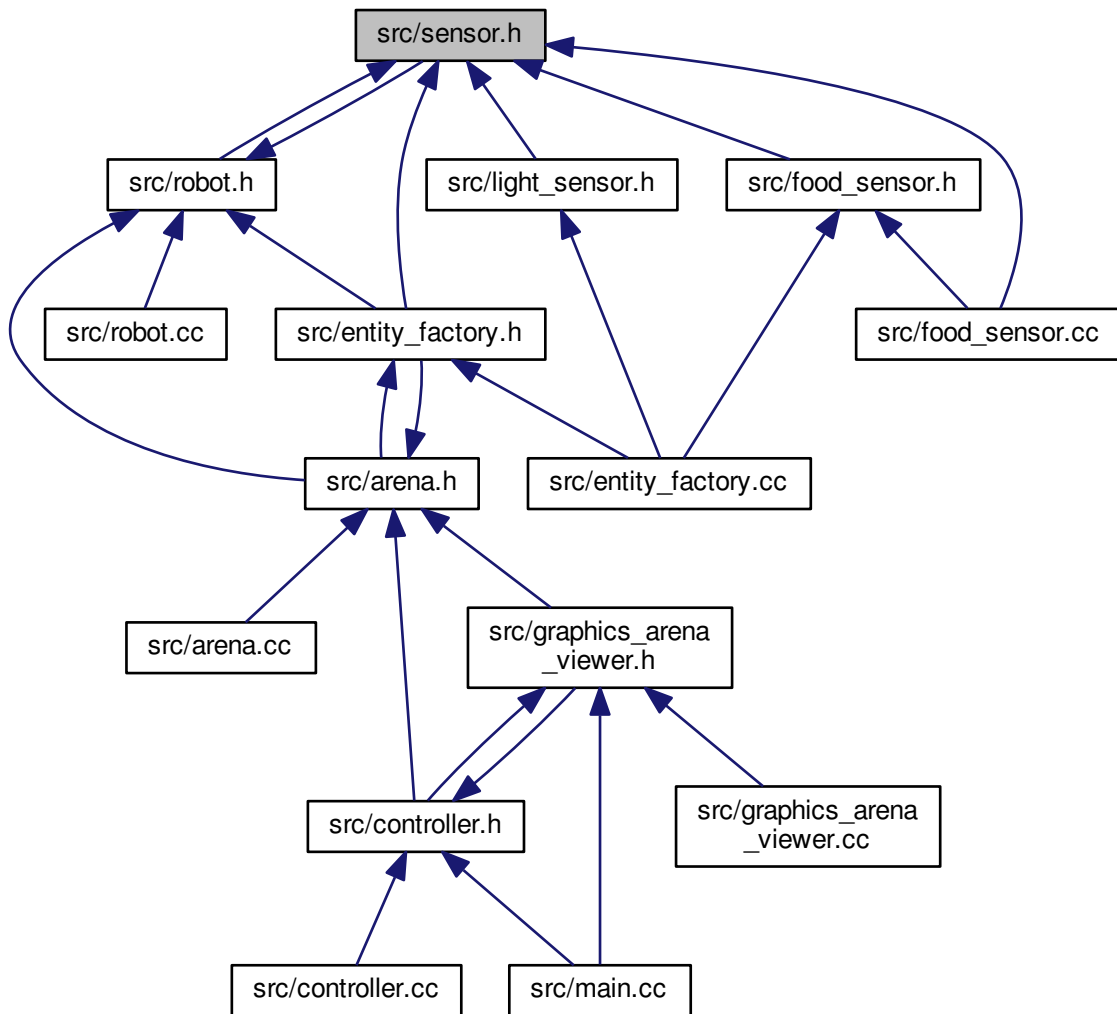 src/sensor.h
src/robot.h
src/light_sensor.h
src/food_sensor.h
src/robot.cc
src/entity_factory.h
src/food_sensor.cc
src/arena.h
src/entity_factory.cc
src/arena.cc
src/graphics_arena
_viewer.h
src/controller.h
src/graphics_arena
_viewer.cc
src/controller.cc
src/main.cc